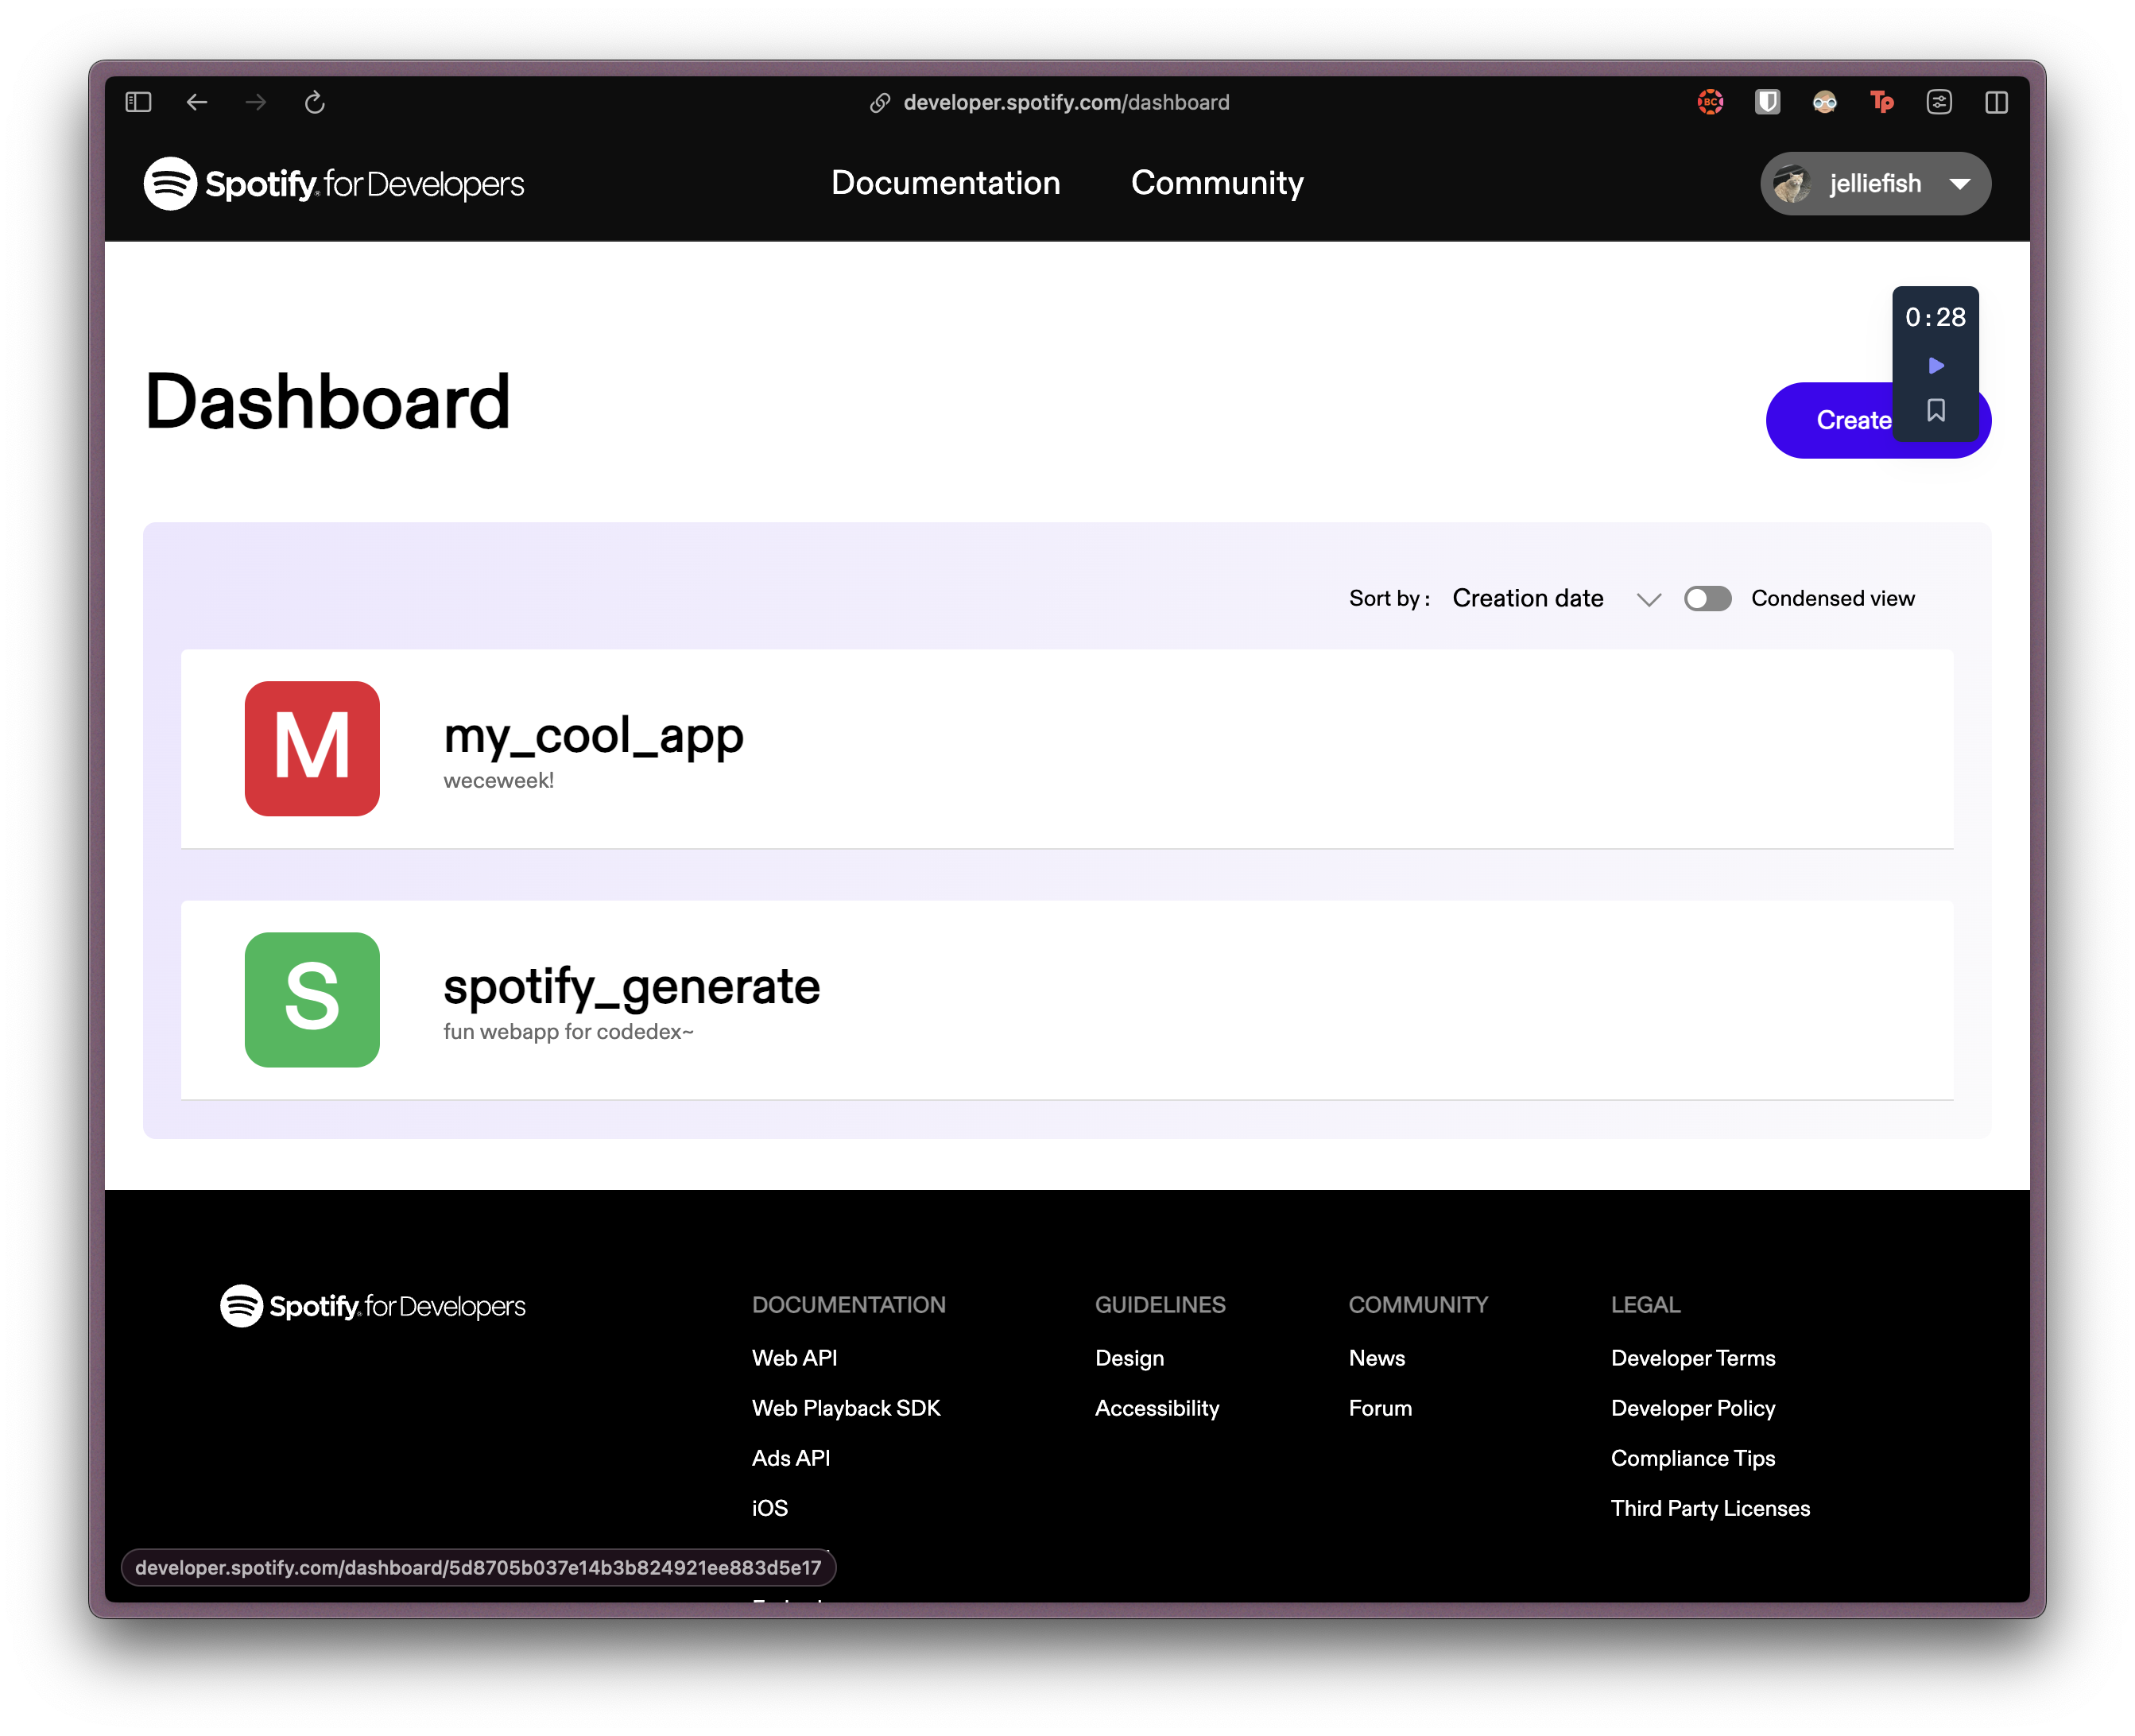 developer.spotify.com/dashboard
BC
Tp
Spotify for Developers
Documentation
Community
jelliefish
0:28
Dashboard
Create
Sort by : Creation date
Condensed view
M
my_cool_app
weceweek!
S
spotify_generate
fun webapp for codedex~
Spotify for Developers
DOCUMENTATION
Web API
Web Playback SDK
Ads API
iOS
GUIDELINES
Design
Accessibility
COMMUNITY
News
Forum
LEGAL
Developer Terms
Developer Policy
Compliance Tips
Third Party Licenses
developer.spotify.com/dashboard/5d8705b037e14b3b824921ee883d5e17